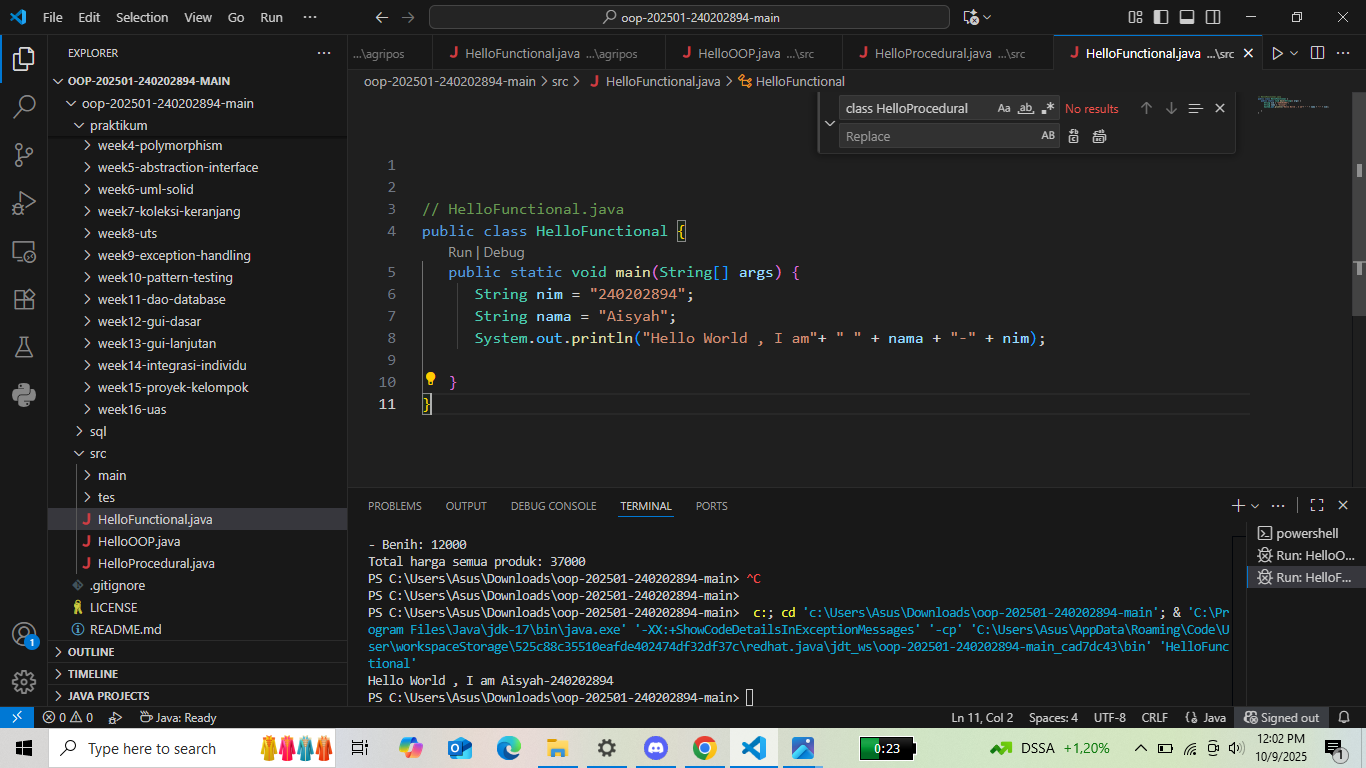 File Edit Selection View Go Run ···
oop-202501-240202894-main
EXPLORER ···
...\agripos HelloFunctional.java ...\agripos HelloOOP.java ...\src HelloProcedural.java ...\src HelloFunctional.java ...\src
oop-202501-240202894-main > src > HelloFunctional.java > HelloFunctional
OOP-202501-240202894-MAIN
oop-202501-240202894-main
praktikum
week4-polymorphism
week5-abstraction-interface
week6-uml-solid
week7-koleksi-keranjang
week8-uts
week9-exception-handling
week10-pattern-testing
week11-dao-database
week12-gui-dasar
week13-gui-lanjutan
week14-integrasi-individu
week15-proyek-kelompok
week16-uas
sql
src
main
tes
HelloFunctional.java
HelloOOP.java
HelloProcedural.java
.gitignore
LICENSE
README.md
OUTLINE
TIMELINE
JAVA PROJECTS
class HelloProcedural Aa ab .* No results
Replace AB
1
2
3 // HelloFunctional.java
4 public class HelloFunctional {
Run | Debug
5 public static void main(String[] args) {
6 String nim = "240202894";
7 String nama = "Aisyah";
8 System.out.println("Hello World , I am"+ " " + nama + "-" + nim);
9
10 }
11 }
PROBLEMS OUTPUT DEBUG CONSOLE TERMINAL PORTS
- Benih: 12000
Total harga semua produk: 37000
PS C:\Users\Asus\Downloads\oop-202501-240202894-main> ^C
PS C:\Users\Asus\Downloads\oop-202501-240202894-main>
PS C:\Users\Asus\Downloads\oop-202501-240202894-main> c:; cd 'c:\Users\Asus\Downloads\oop-202501-240202894-main'; & 'C:\Pr
ogram Files\Java\jdk-17\bin\java.exe' '-XX:+ShowCodeDetailsInExceptionMessages' '-cp' 'C:\Users\Asus\AppData\Roaming\Code\U
ser\workspaceStorage\525c88c35510eafde402474df32df37c\redhat.java\jdt_ws\oop-202501-240202894-main_cad7dc43\bin' 'HelloFunc
tional'
Hello World , I am Aisyah-240202894
PS C:\Users\Asus\Downloads\oop-202501-240202894-main>
powershell
Run: HelloO...
Run: HelloF...
1
0 0 Java: Ready Ln 11, Col 2 Spaces: 4 UTF-8 CRLF {} Java Signed out
Type here to search 0:23 DSSA +1,20% 12:02 PM
10/9/2025 1